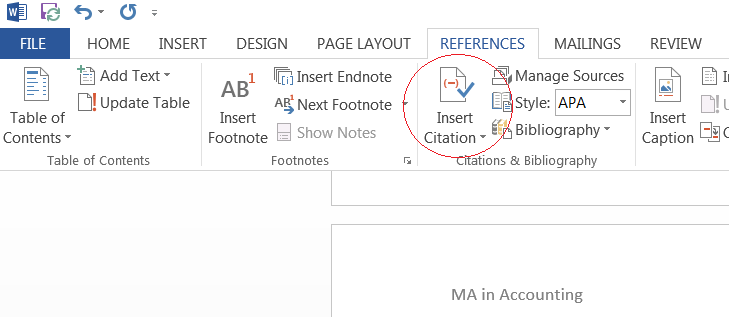 FILE HOME INSERT DESIGN PAGE LAYOUT REFERENCES MAILINGS REVIEW
Table of
Contents
Add Text
Update Table
Table of Contents
AB1
Insert
Footnote
Insert Endnote
AB1 Next Footnote
Show Notes
Footnotes
Insert
Citation
Manage Sources
Style: APA
Bibliography
Citations & Bibliography
Insert
Caption
MA in Accounting